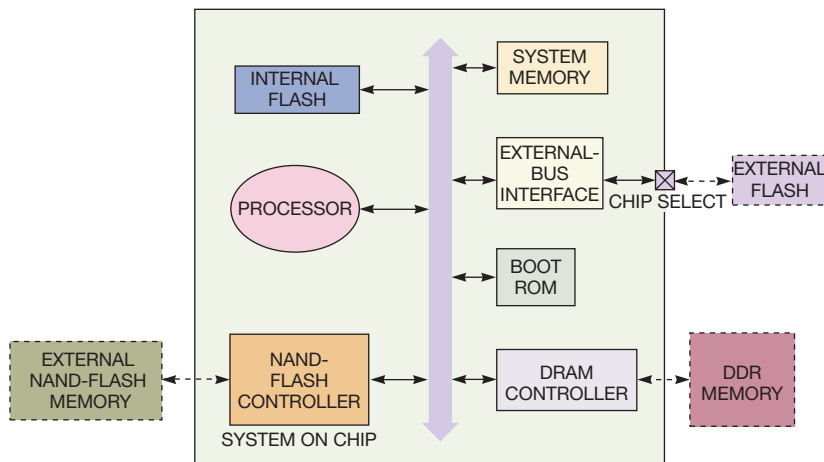 SYSTEM
MEMORY
INTERNAL
FLASH
EXTERNAL-
BUS
INTERFACE
EXTERNAL
FLASH
CHIP SELECT
PROCESSOR
BOOT
ROM
EXTERNAL
NAND-FLASH
MEMORY
NAND-
FLASH
CONTROLLER
DRAM
CONTROLLER
DDR
MEMORY
SYSTEM ON CHIP